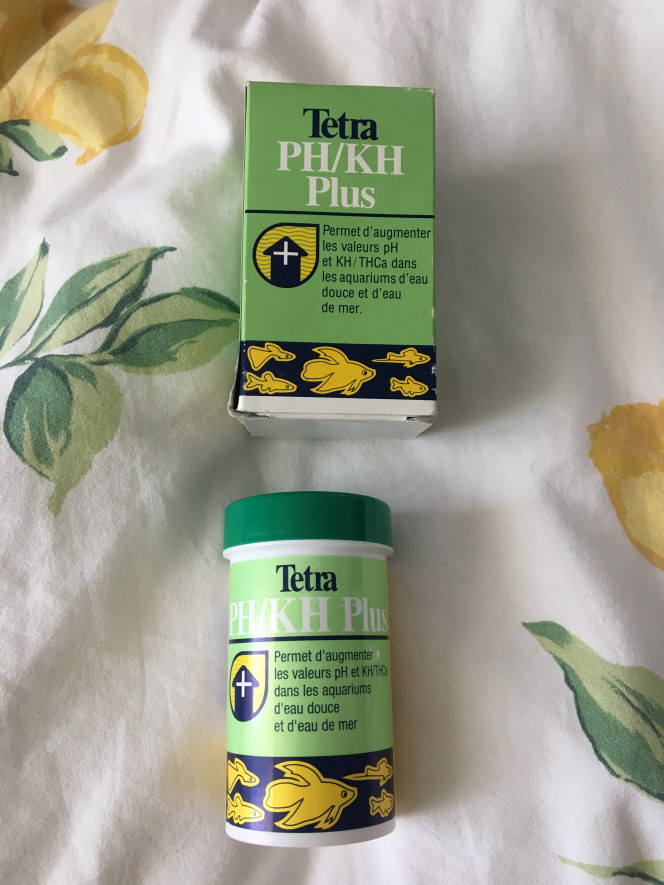 Tetra
PH/KH
Plus
Permet d'augmenter
les valeurs pH
et KH/THCa dans
les aquariums d'eau
douce et d'eau
de mer.
Tetra
PH/KH Plus
Permet d'augmenter
les valeurs pH et KH/THCa
dans les aquariums
d'eau douce
et d'eau de mer